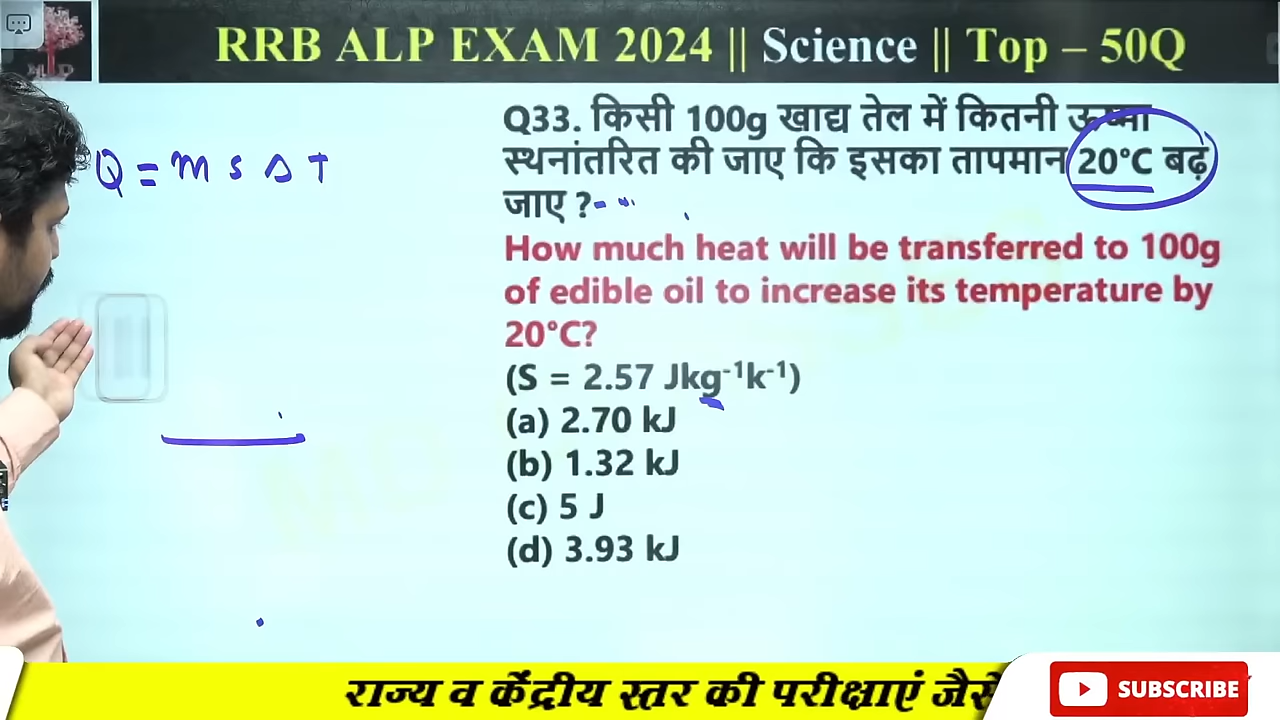 RRB ALP EXAM 2024 || Science || Top – 50Q
Q = m s Δ T
Q33. किसी 100g खाद्य तेल में कितनी ऊष्मा
स्थनांतरित की जाए कि इसका तापमान 20°C बढ़
जाए ?
How much heat will be transferred to 100g
of edible oil to increase its temperature by
20°C?
(S = 2.57 Jkg⁻¹k⁻¹)
(a) 2.70 kJ
(b) 1.32 kJ
(c) 5 J
(d) 3.93 kJ
राज्य व केंद्रीय स्तर की परीक्षाएं जैसे
SUBSCRIBE